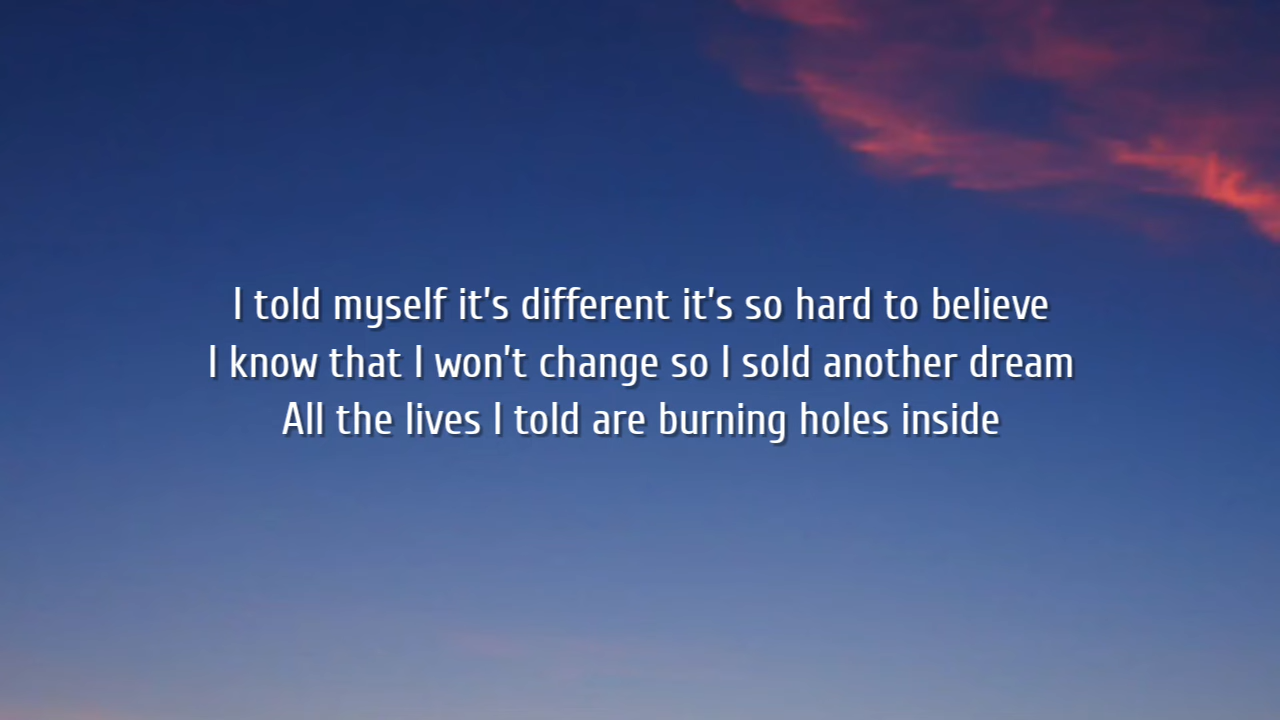 I told myself it's different it's so hard to believe
I know that I won't change so I sold another dream
All the lives I told are burning holes inside